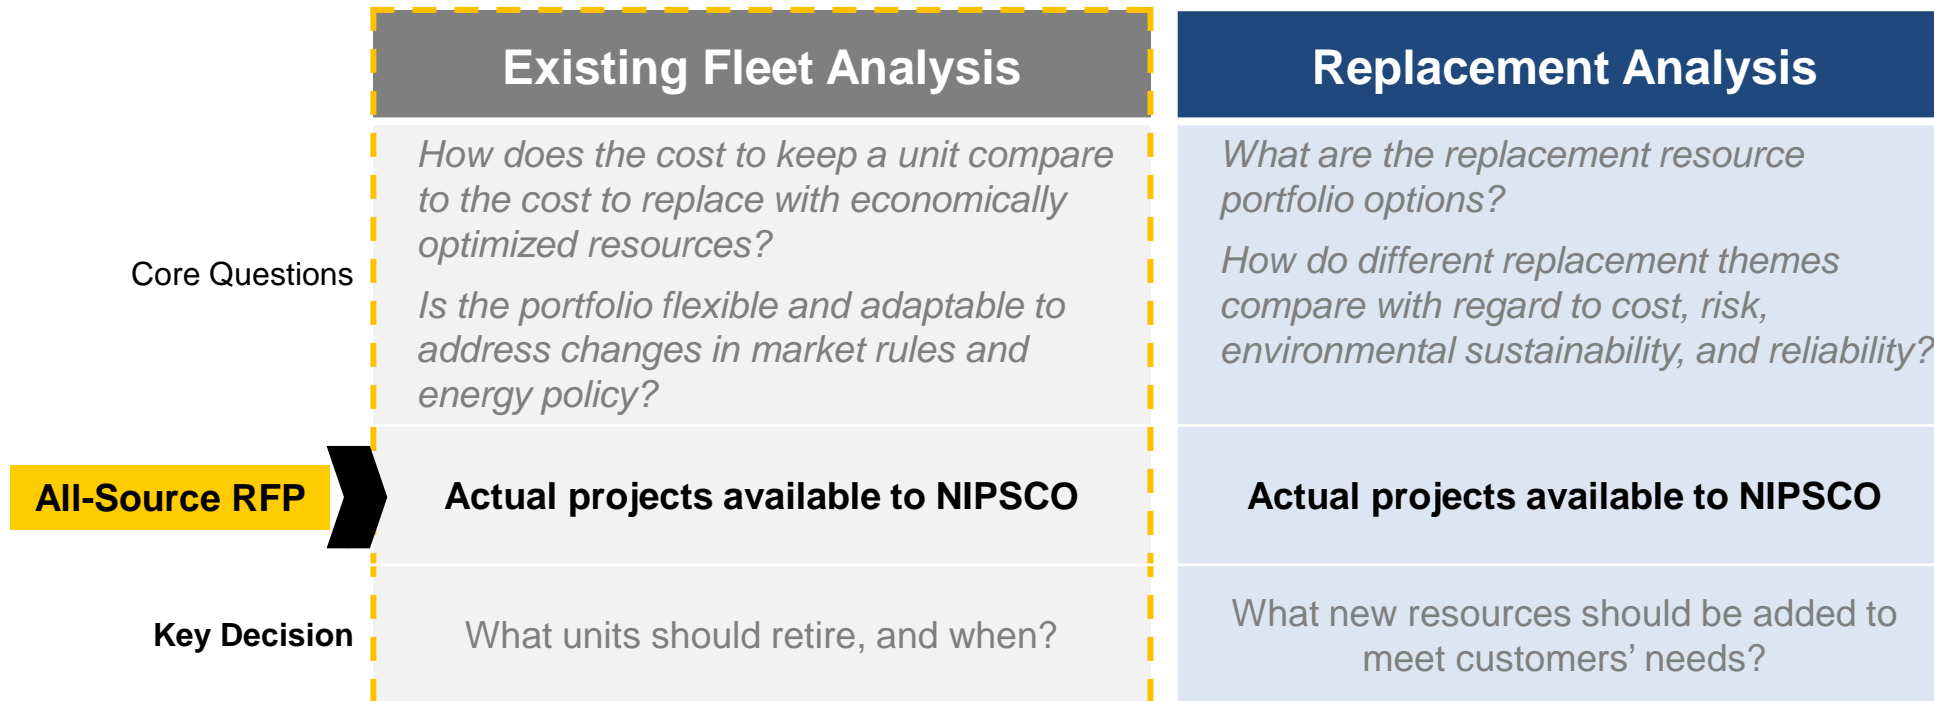 Existing Fleet Analysis
Replacement Analysis
Core Questions
How does the cost to keep a unit compare
to the cost to replace with economically
optimized resources?
Is the portfolio flexible and adaptable to
address changes in market rules and
energy policy?
What are the replacement resource
portfolio options?
How do different replacement themes
compare with regard to cost, risk,
environmental sustainability, and reliability?
All-Source RFP
Actual projects available to NIPSCO
Actual projects available to NIPSCO
Key Decision
What units should retire, and when?
What new resources should be added to
meet customers’ needs?